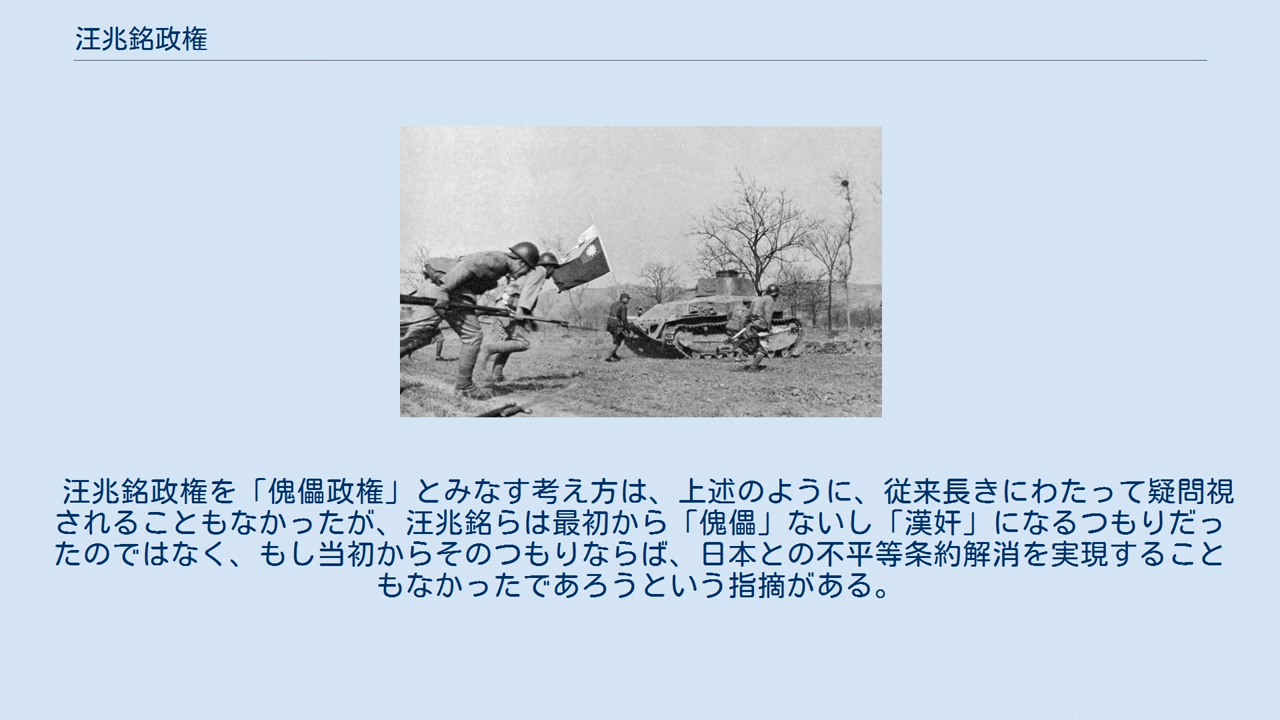 汪兆銘政権
汪兆銘政権を「傀儡政権」とみなす考え方は、上述のように、従来長きにわたって疑問視
されることもなかったが、汪兆銘らは最初から「傀儡」ないし「漢奸」になるつもりだっ
たのではなく、もし当初からそのつもりならば、日本との不平等条約解消を実現すること
もなかったであろうという指摘がある。